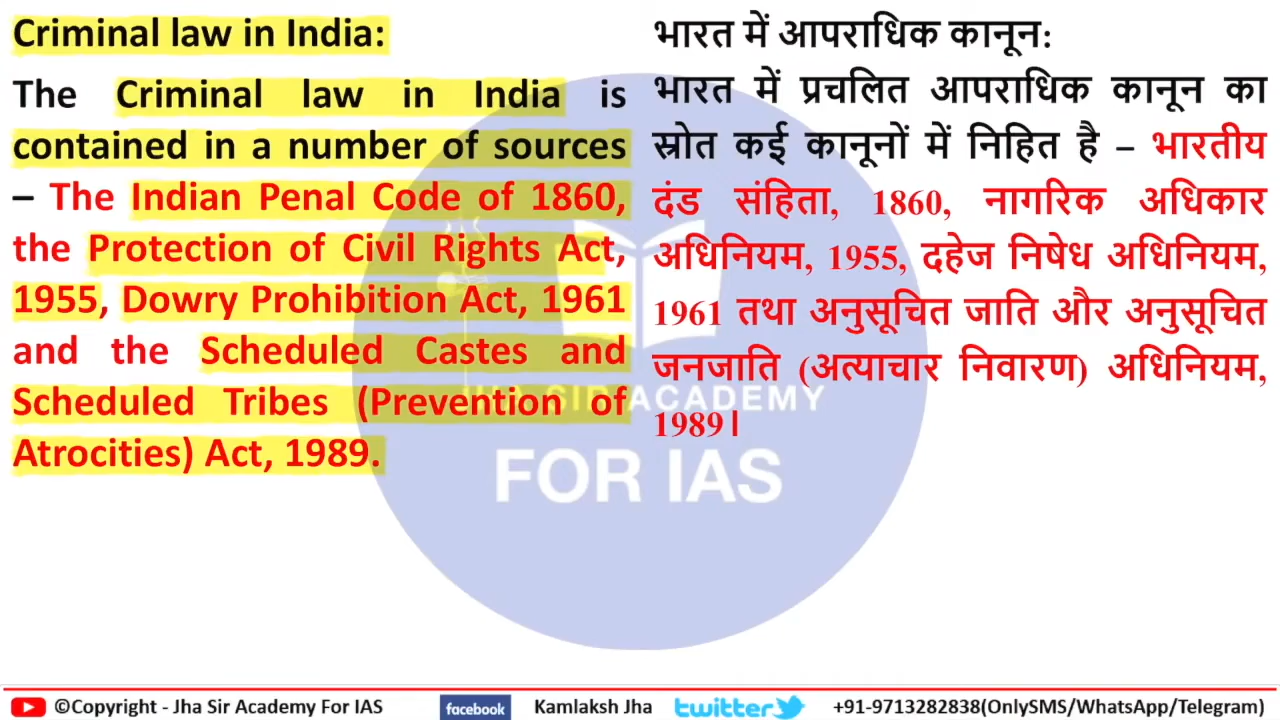 Criminal law in India:
The Criminal law in India is
contained in a number of sources
– The Indian Penal Code of 1860,
the Protection of Civil Rights Act,
1955, Dowry Prohibition Act, 1961
and the Scheduled Castes and
Scheduled Tribes (Prevention of
Atrocities) Act, 1989.
भारत में आपराधिक कानून:
भारत में प्रचलित आपराधिक कानून का
स्रोत कई कानूनों में निहित है – भारतीय
दंड संहिता, 1860, नागरिक अधिकार
अधिनियम, 1955, दहेज निषेध अधिनियम,
1961 तथा अनुसूचित जाति और अनुसूचित
जनजाति (अत्याचार निवारण) अधिनियम,
1989।
JHA SIR ACADEMY
FOR IAS
©Copyright - Jha Sir Academy For IAS facebook Kamlaksh Jha twitter +91-9713282838(OnlySMS/WhatsApp/Telegram)